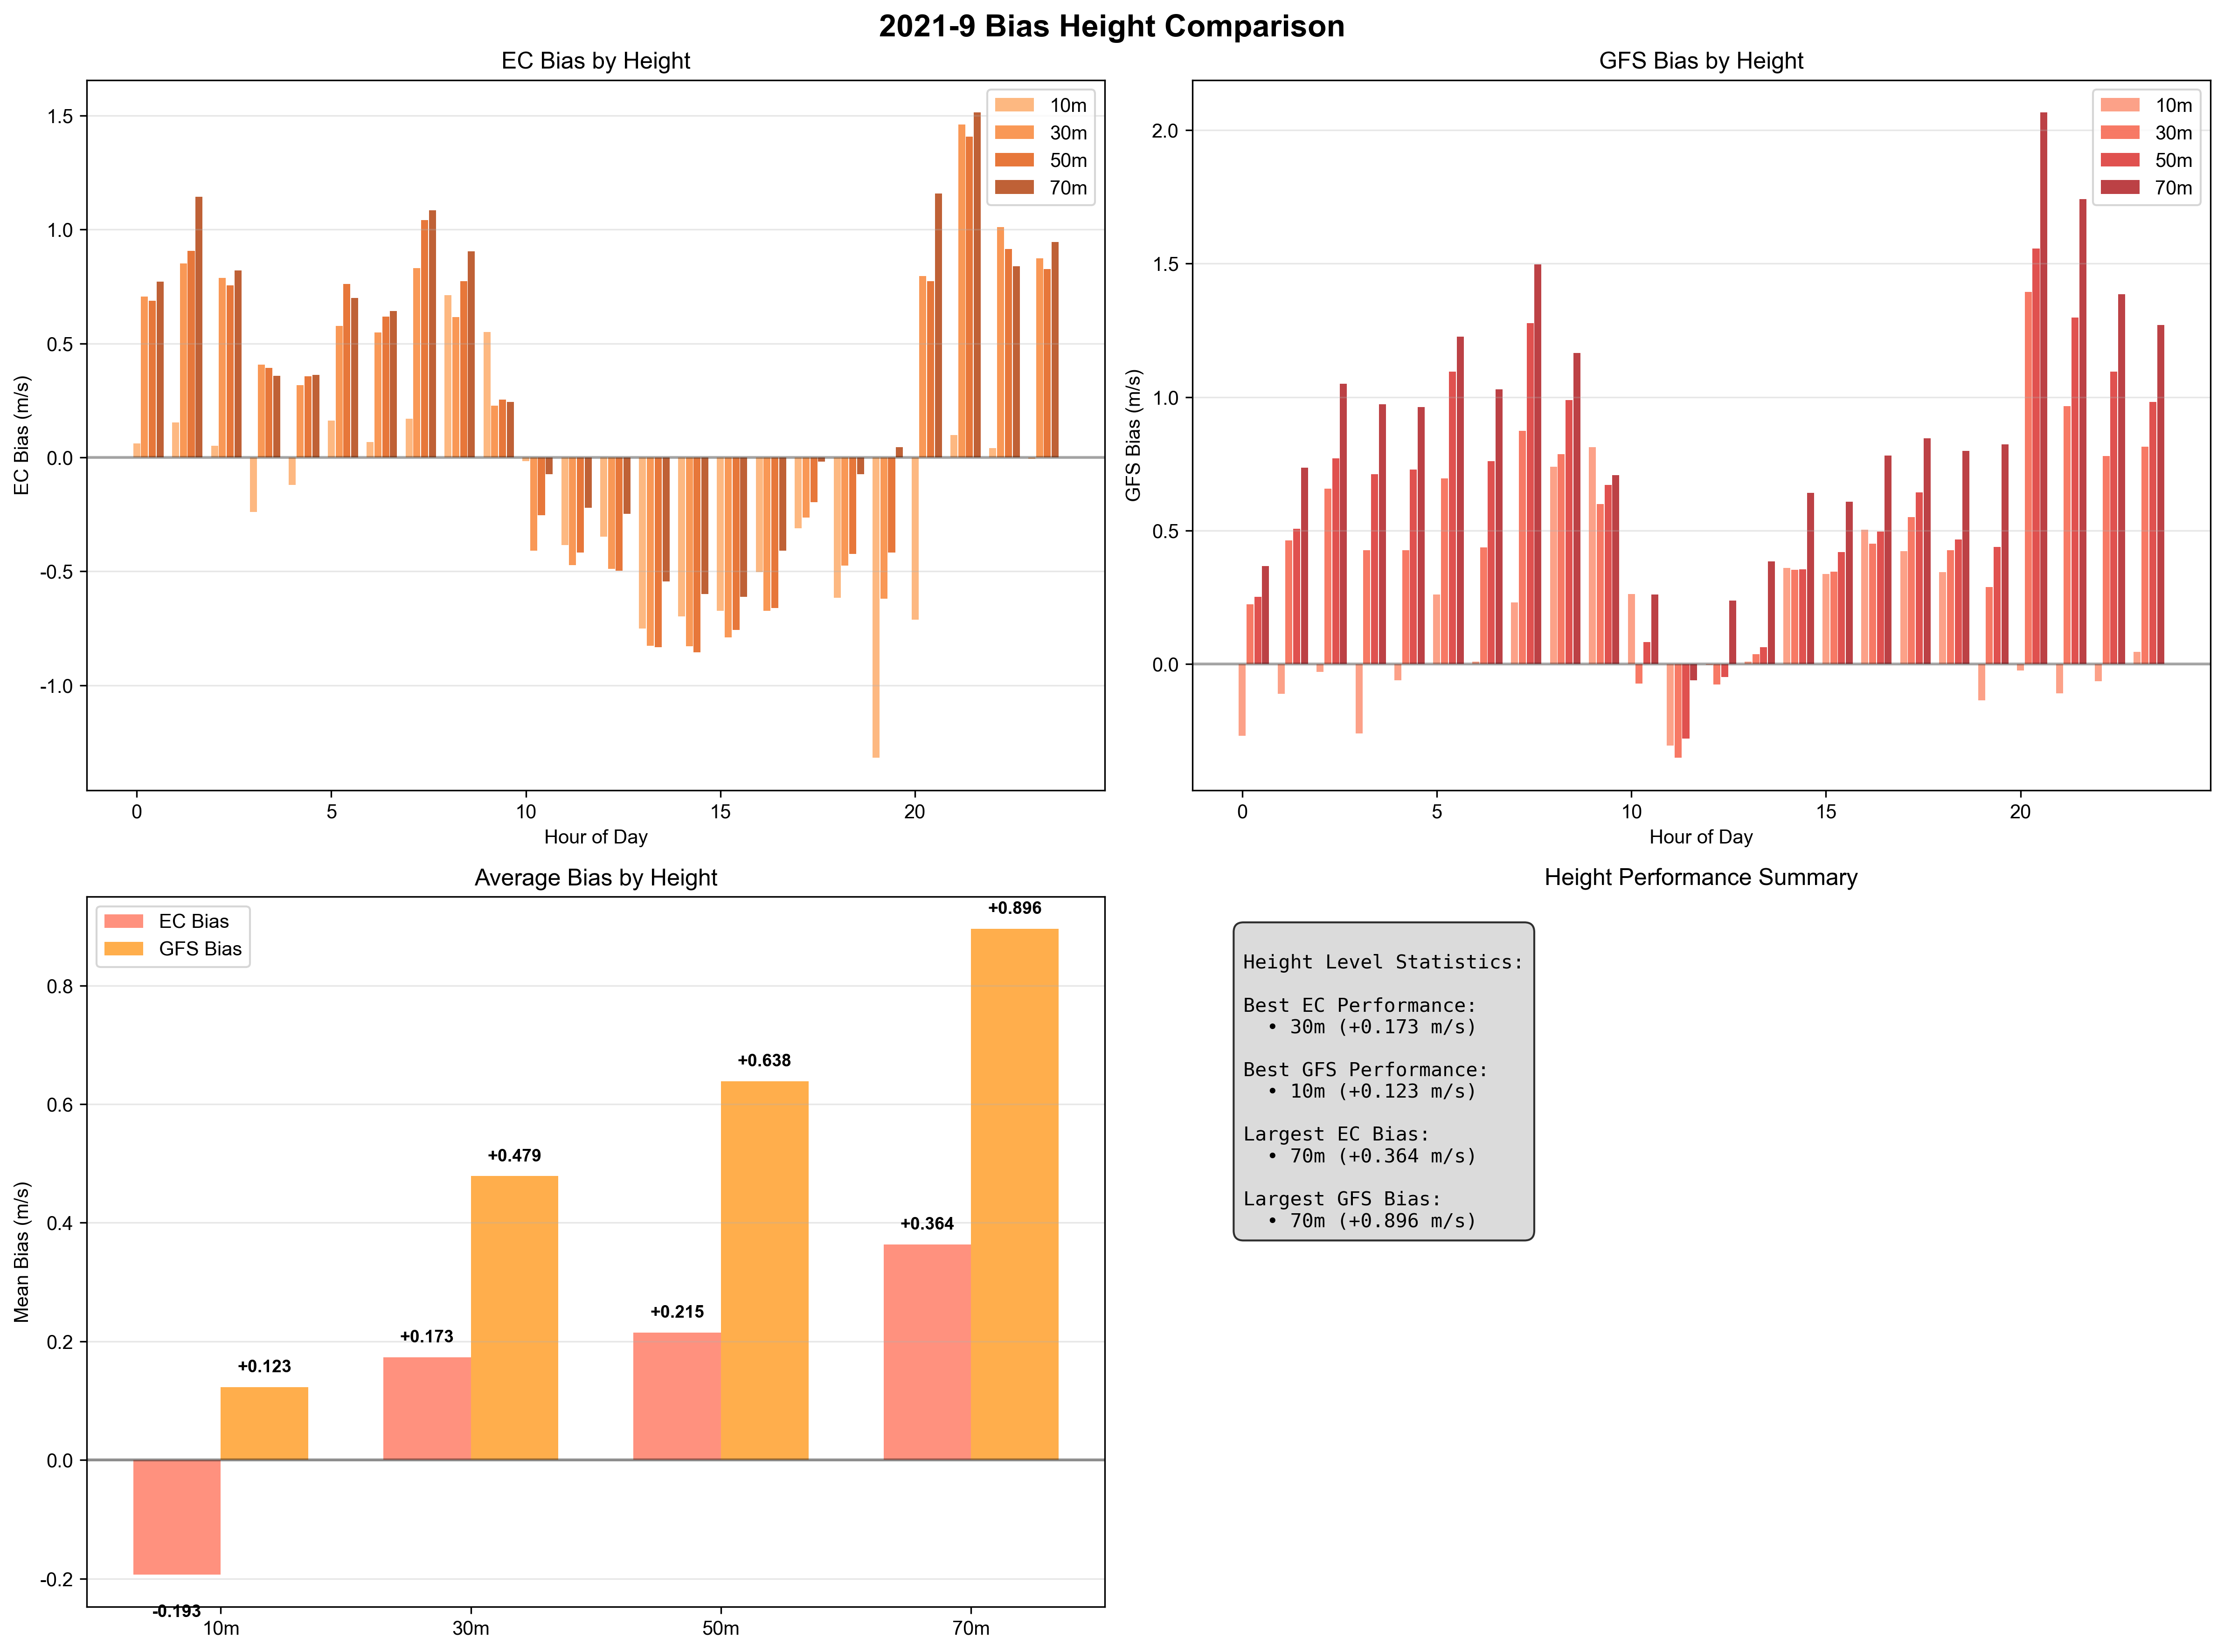 2021-9 Bias Height Comparison
EC Bias by Height
1.5
1.0
0.5
0.0
-0.5
-1.0
EC Bias (m/s)
0 5 10 15 20
Hour of Day
10m
30m
50m
70m
GFS Bias by Height
2.0
1.5
1.0
0.5
0.0
GFS Bias (m/s)
0 5 10 15 20
Hour of Day
10m
30m
50m
70m
Average Bias by Height
EC Bias
GFS Bias
0.8
0.6
0.4
0.2
0.0
-0.2
Mean Bias (m/s)
-0.193
+0.123
+0.173
+0.479
+0.215
+0.638
+0.364
+0.896
10m 30m 50m 70m
Height Performance Summary
Height Level Statistics:
Best EC Performance:
• 30m (+0.173 m/s)
Best GFS Performance:
• 10m (+0.123 m/s)
Largest EC Bias:
• 70m (+0.364 m/s)
Largest GFS Bias:
• 70m (+0.896 m/s)